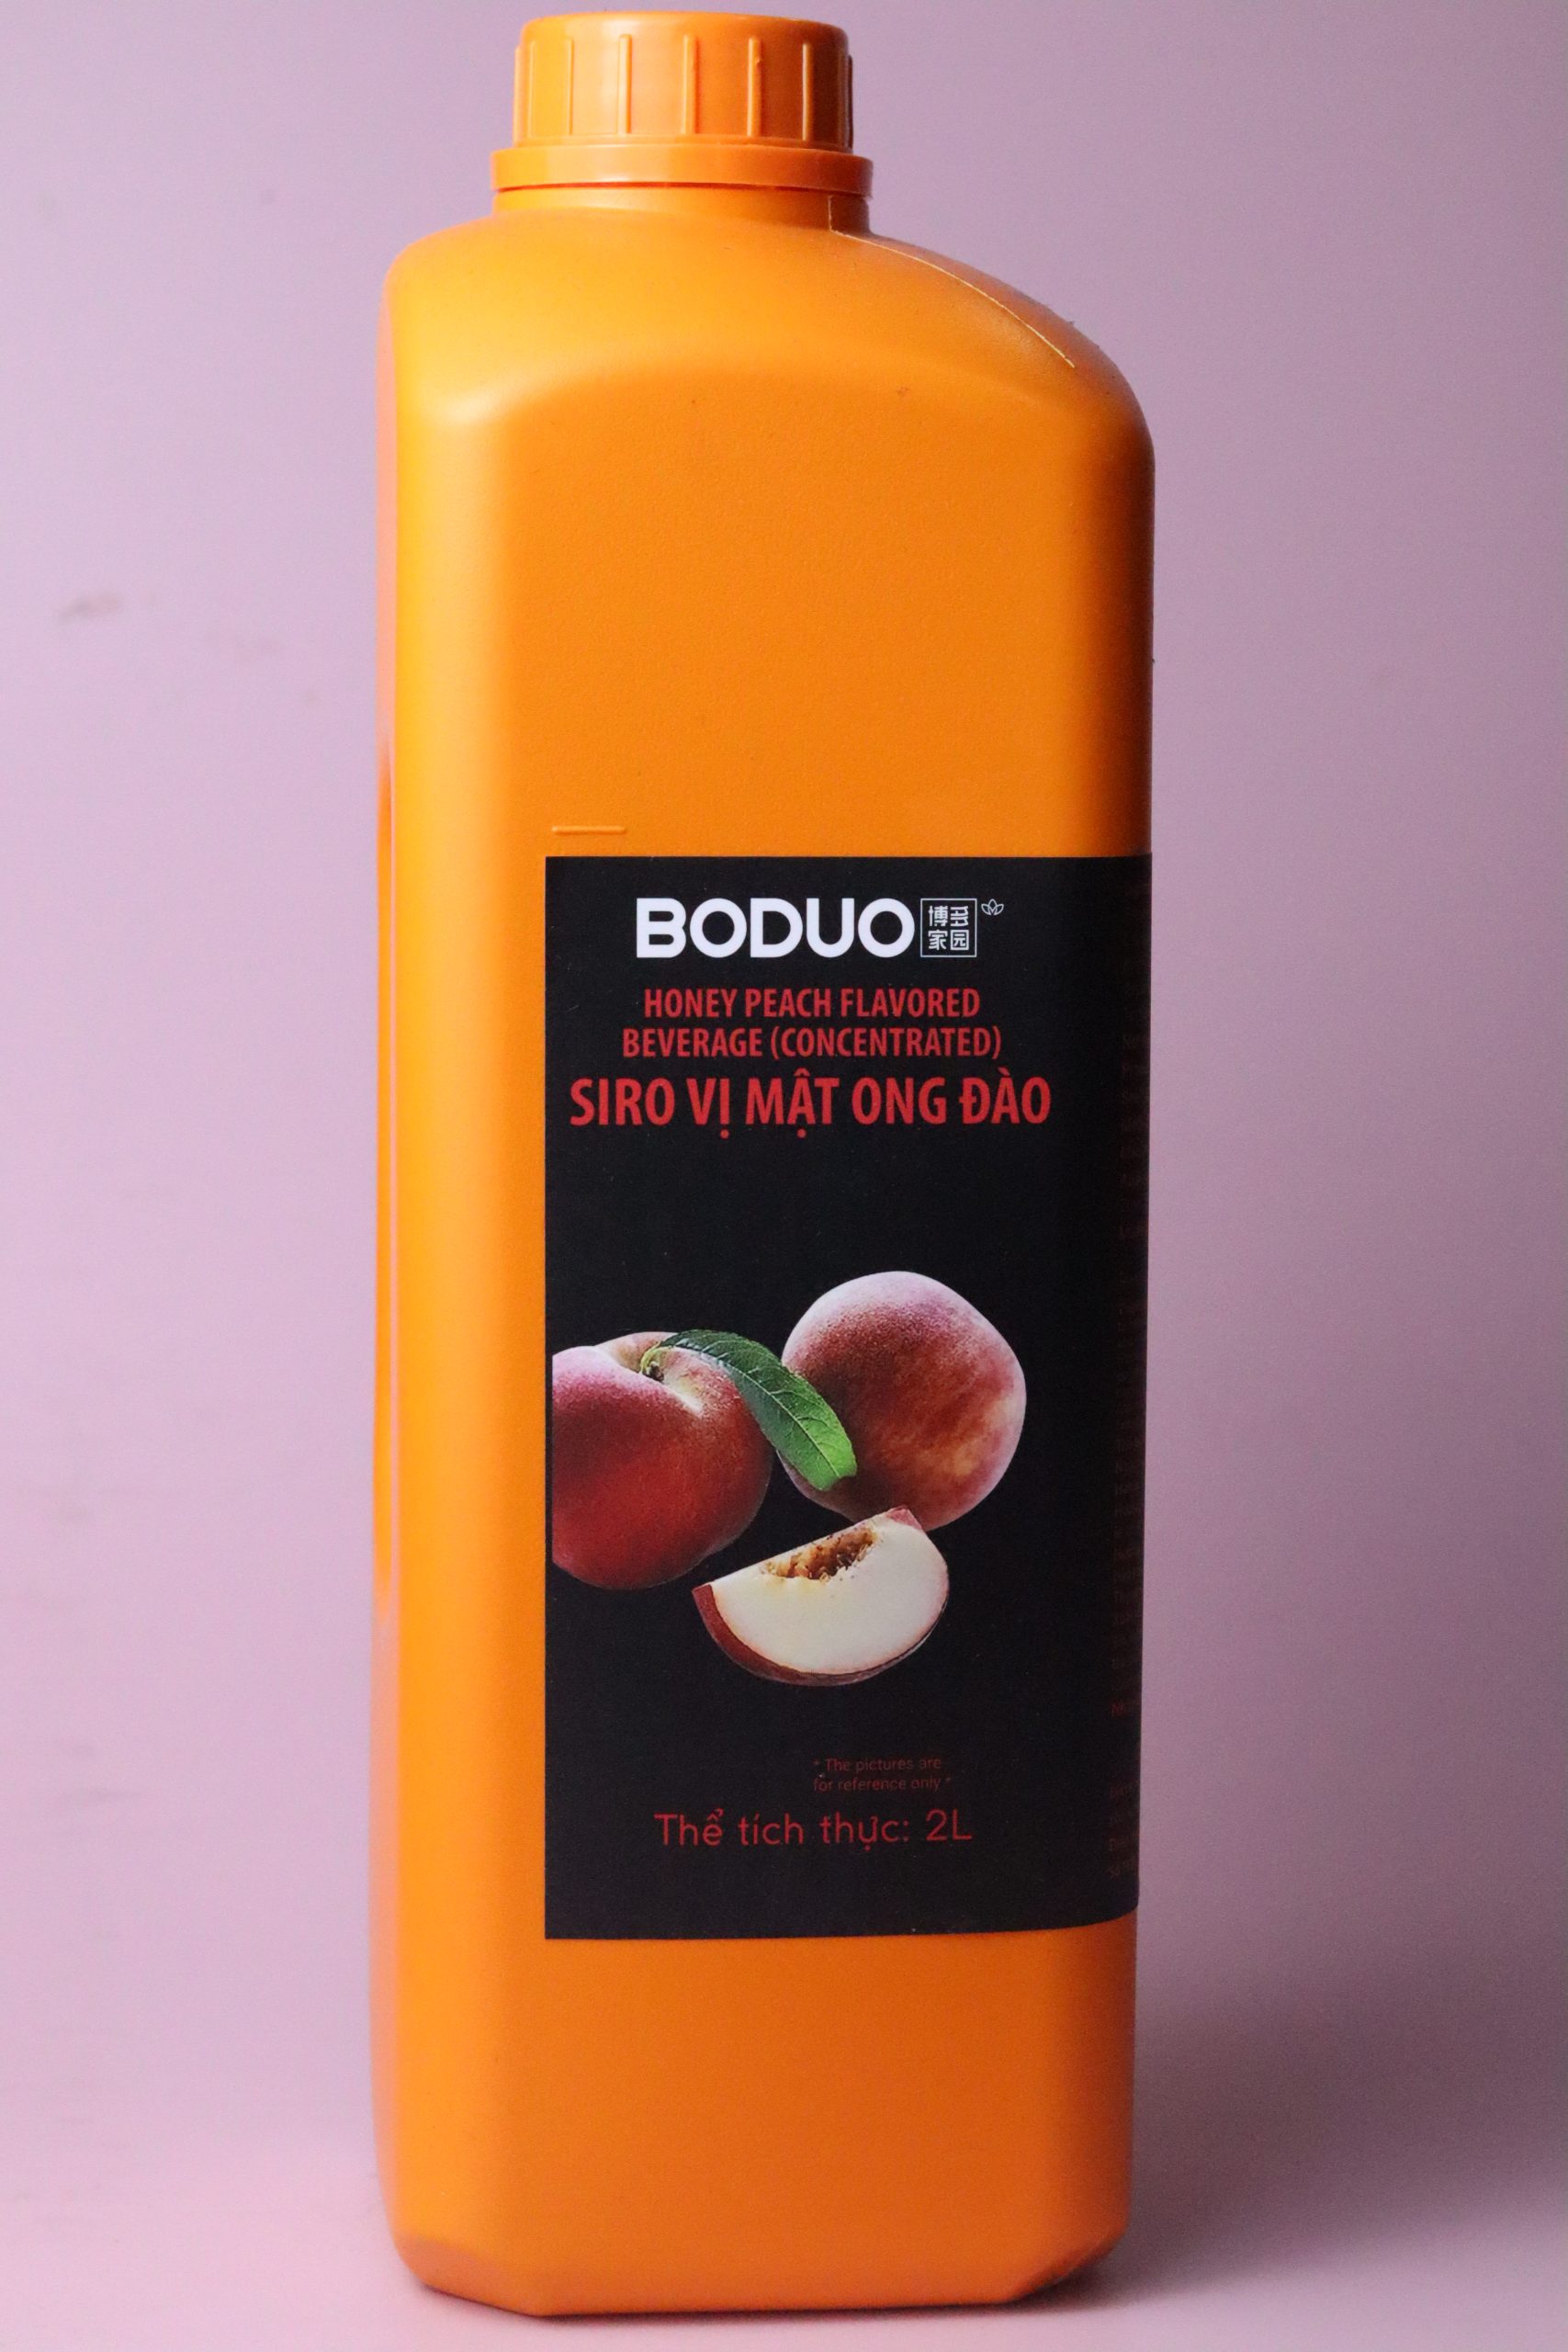 BODUO 博多
家园
HONEY PEACH FLAVORED
BEVERAGE (CONCENTRATED)
SIRO VỊ MẬT ONG ĐÀO
* The pictures are
for reference only *
Thể tích thực: 2L